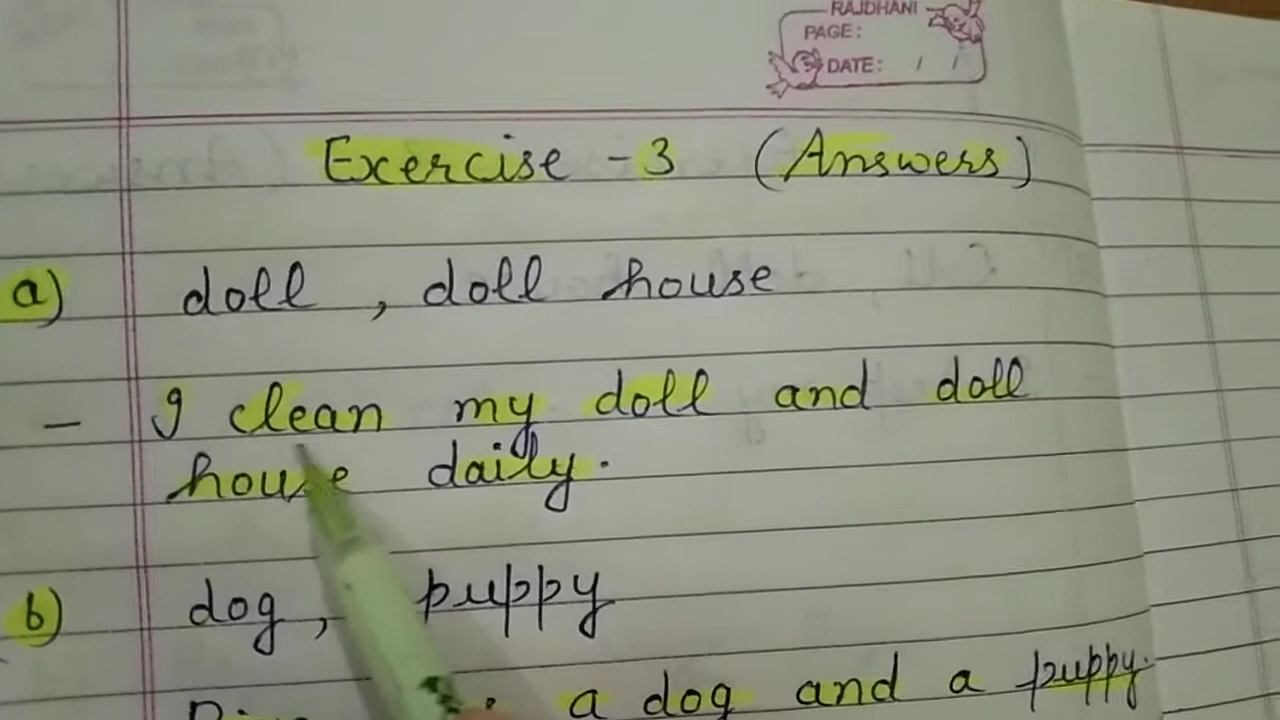 RAJDHANI
PAGE:
DATE: / /
Exercise - 3 (Answers)
a) doll, doll house
- I clean my doll and doll
house daily.
b) dog, puppy
a dog and a puppy.